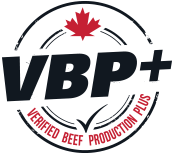 VBP+
VERIFIED BEEF PRODUCTION PLUS